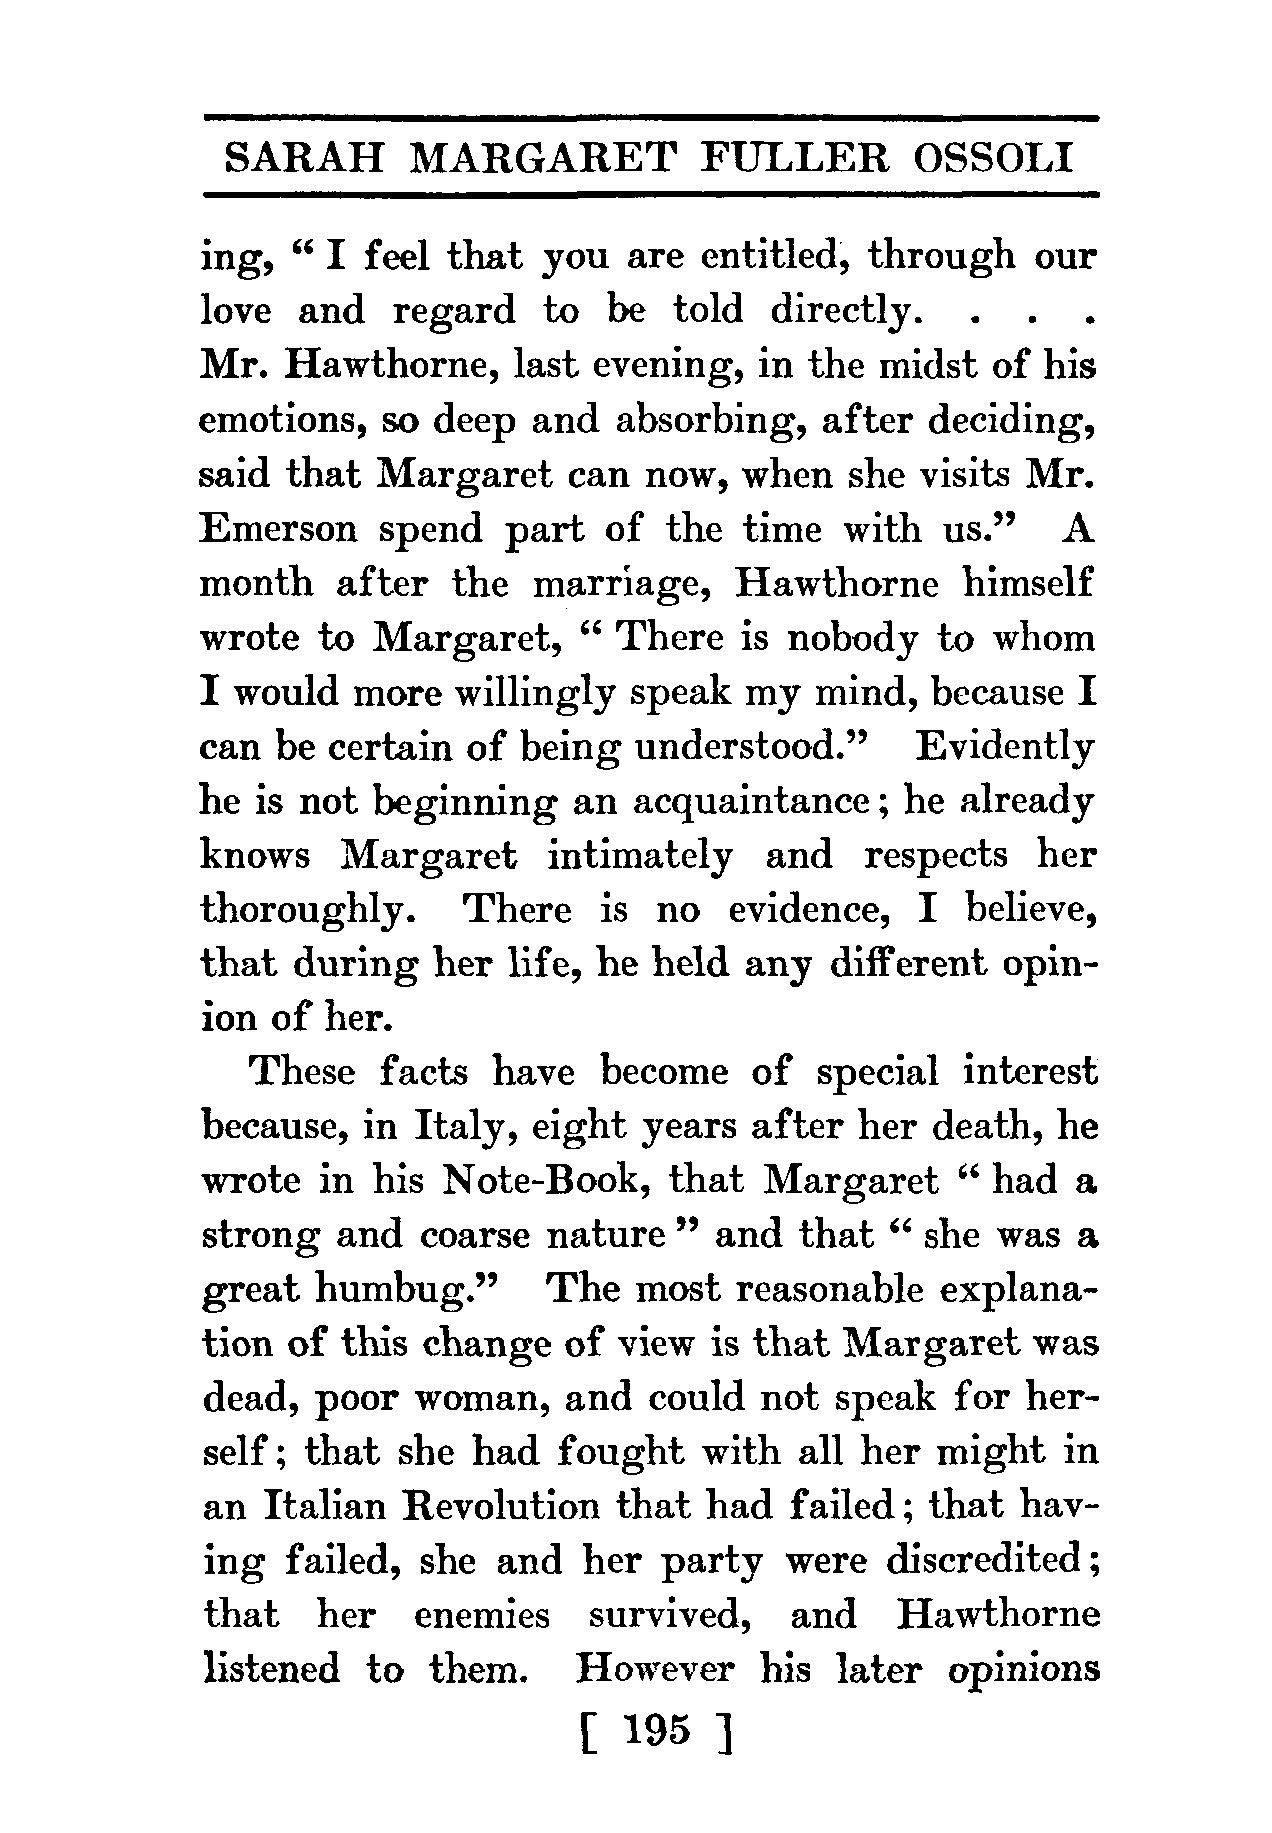 SARAH MARGARET FULLER OSSOLI
ing, “ I feel that you are entitled, through our
love and regard to be told directly. . . .
Mr. Hawthorne, last evening, in the midst of his
emotions, so deep and absorbing, after deciding,
said that Margaret can now, when she visits Mr.
Emerson spend part of the time with us.” A
month after the marriage, Hawthorne himself
wrote to Margaret, “ There is nobody to whom
I would more willingly speak my mind, because I
can be certain of being understood.” Evidently
he is not beginning an acquaintance ; he already
knows Margaret intimately and respects her
thoroughly. There is no evidence, I believe,
that during her life, he held any different opin-
ion of her.
These facts have become of special interest
because, in Italy, eight years after her death, he
wrote in his Note-Book, that Margaret “ had a
strong and coarse nature ” and that “ she was a
great humbug.” The most reasonable explana-
tion of this change of view is that Margaret was
dead, poor woman, and could not speak for her-
self ; that she had fought with all her might in
an Italian Revolution that had failed ; that hav-
ing failed, she and her party were discredited ;
that her enemies survived, and Hawthorne
listened to them. However his later opinions
[ 195 ]